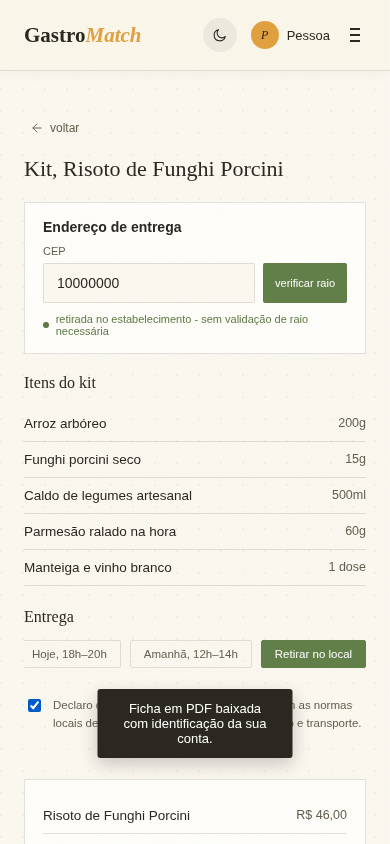 GastroMatch
P Pessoa
voltar
Kit, Risoto de Funghi Porcini
Endereço de entrega
CEP
10000000
verificar raio
retirada no estabelecimento - sem validação de raio
necessária
Itens do kit
Arroz arbóreo 200g
Funghi porcini seco 15g
Caldo de legumes artesanal 500ml
Parmesão ralado na hora 60g
Manteiga e vinho branco 1 dose
Entrega
Hoje, 18h–20h Amanhã, 12h–14h Retirar no local
Declaro as normas
locais de e transporte.
Ficha em PDF baixada
com identificação da sua
conta.
Risoto de Funghi Porcini R$ 46,00